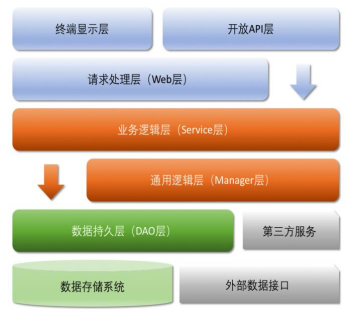 终端显示层
开放API层
请求处理层（Web层）
业务逻辑层（Service层）
通用逻辑层（Manager层）
数据持久层（DAO层）
第三方服务
数据存储系统
外部数据接口